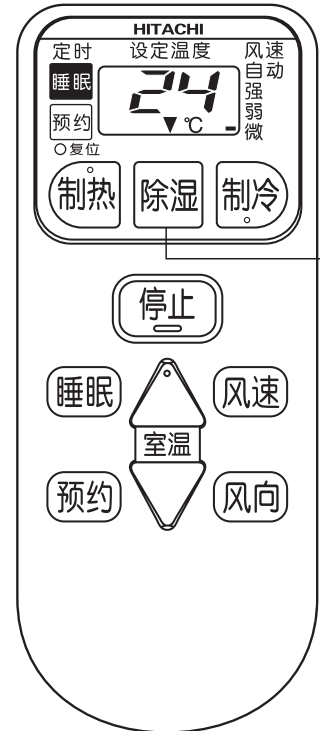 HITACHI
定时 设定温度 风速
睡眠 24 自动
强
预约 弱
▼ ℃ 微
复位
制热 除湿 制冷
停止
睡眠 风速
室温
预约 风向